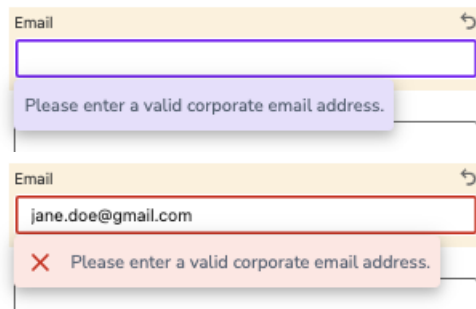 Email
Please enter a valid corporate email address.
Email
jane.doe@gmail.com
Please enter a valid corporate email address.